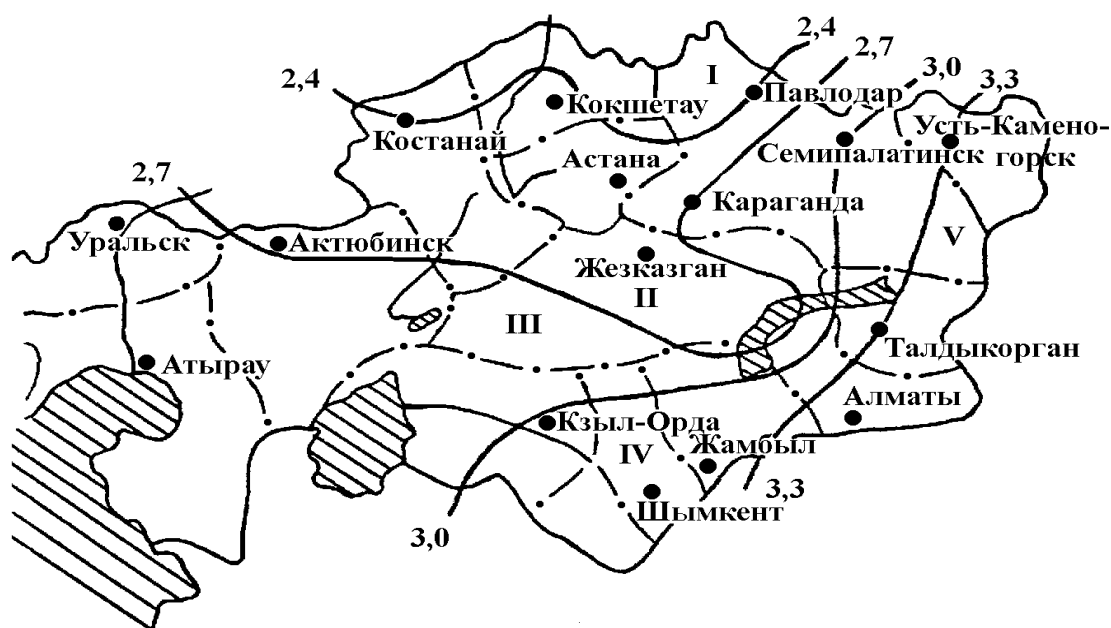 2,4
2,7
3,0
3,3
I
2,4
Кокшетау
Павлодар
Костанай
Усть-Камено-
горск
Семипалатинск
Астана
2,7
Караганда
Уральск
Актюбинск
V
Жезказган
II
III
Талдыкорган
Атырау
Алматы
Кзыл-Орда
Жамбыл
IV
3,3
Шымкент
3,0